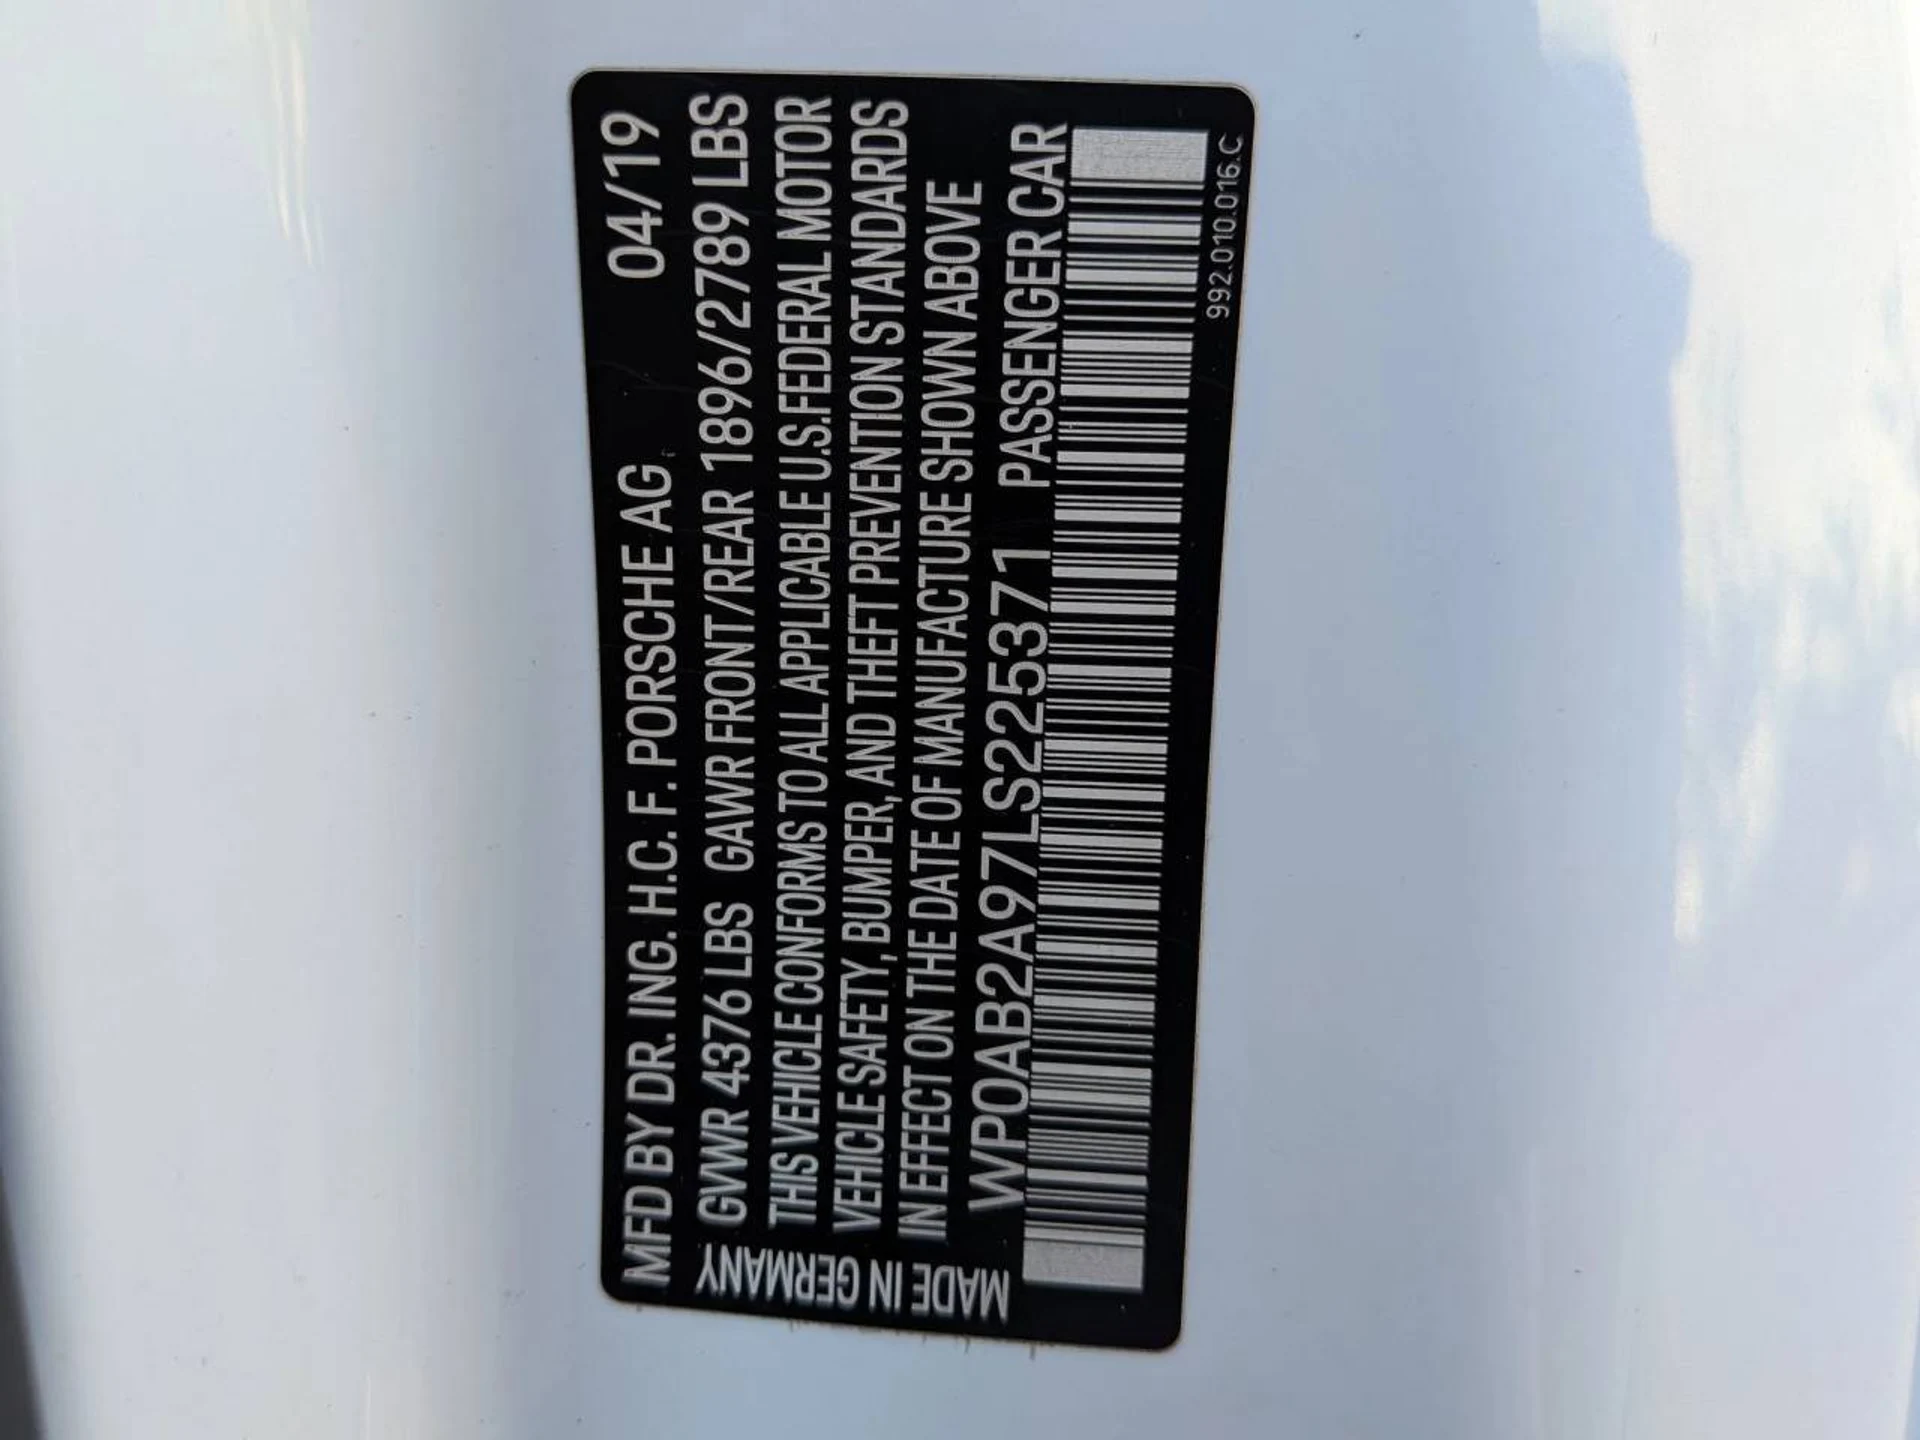 MFD BY DR. ING. H.C. F. PORSCHE AG 04/19
GVWR 4376 LBS GAWR FRONT/REAR 1896/2789 LBS
THIS VEHICLE CONFORMS TO ALL APPLICABLE U.S.FEDERAL MOTOR
VEHICLE SAFETY, BUMPER, AND THEFT PREVENTION STANDARDS
IN EFFECT ON THE DATE OF MANUFACTURE SHOWN ABOVE
WP0AB2A97LS225371 PASSENGER CAR
992.010.016.C
MADE IN GERMANY